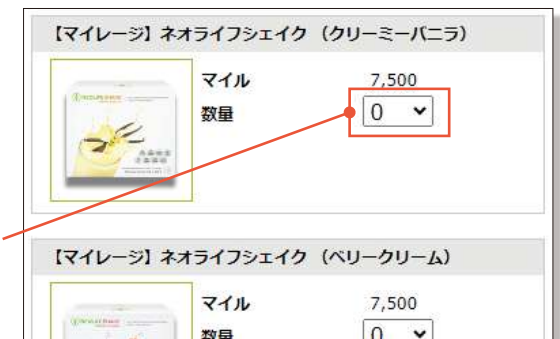 【マイレージ】ネオライフシェイク（クリーミーバニラ）
マイル 7,500
数量 0
【マイレージ】ネオライフシェイク（ベリークリーム）
マイル 7,500
数量 0